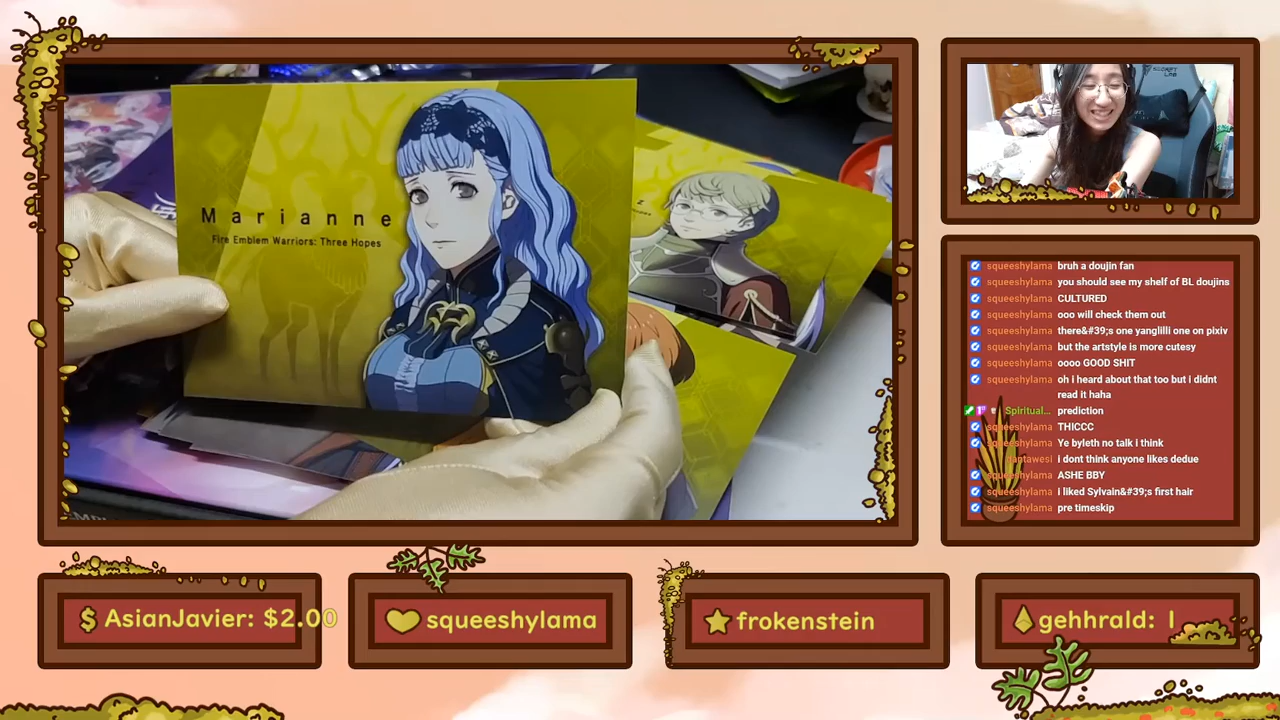 Marianne
Fire Emblem Warriors: Three Hopes
SECRET
LAB
squeeshylama bruh a doujin fan
squeeshylama you should see my shelf of BL doujins
squeeshylama CULTURED
squeeshylama ooo will check them out
squeeshylama there&#39;s one yanglilli one on pixiv
squeeshylama but the artstyle is more cutesy
squeeshylama oooo GOOD SHIT
squeeshylama oh i heard about that too but i didnt
read it haha
Spiritual... prediction
squeeshylama THICCC
squeeshylama Ye byleth no talk i think
i dont think anyone likes dedue
squeeshylama ASHE BBY
squeeshylama i liked Sylvain&#39;s first hair
squeeshylama pre timeskip
$ AsianJavier: $2.00
squeeshylama
frokenstein
gehhrald: 1